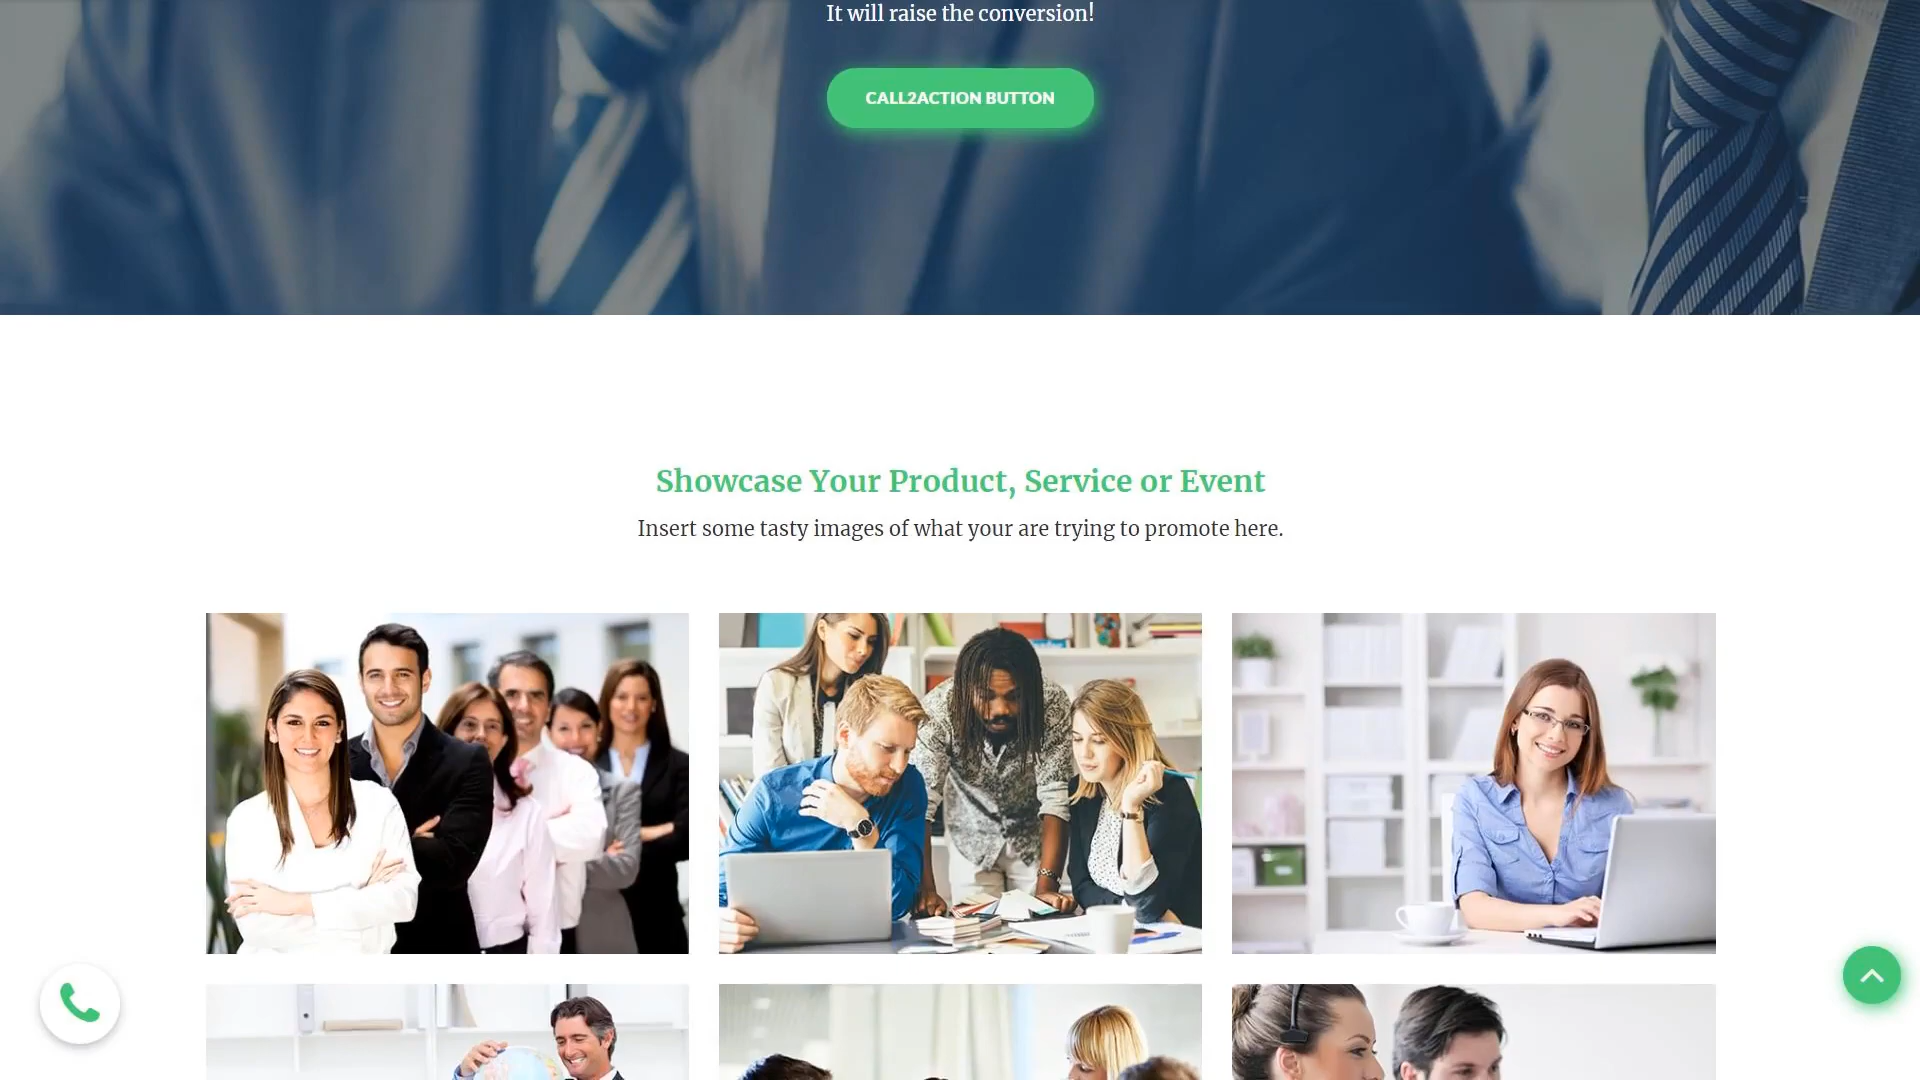 It will raise the conversion!
CALL2ACTION BUTTON
Showcase Your Product, Service or Event
Insert some tasty images of what your are trying to promote here.